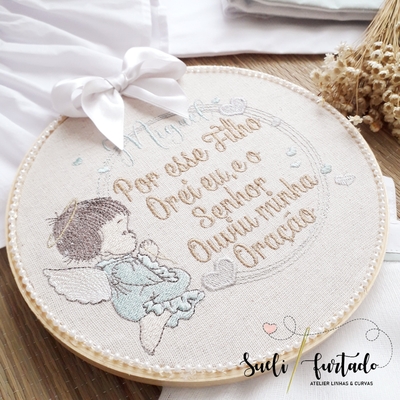 Miguel
Por esse Filho
Orei eu, e o
Senhor
Ouviu minha
Oração
Sueli furtado
ATELIER LINHAS & CURVAS